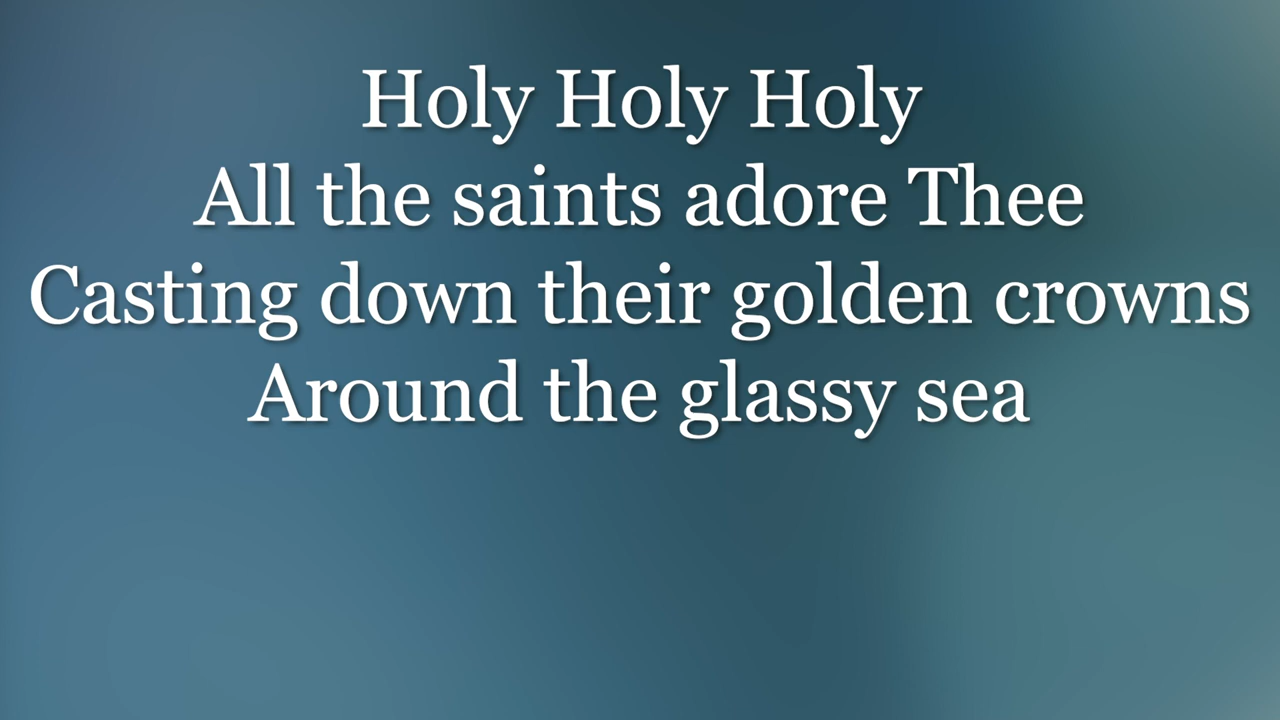 Holy Holy Holy
All the saints adore Thee
Casting down their golden crowns
Around the glassy sea